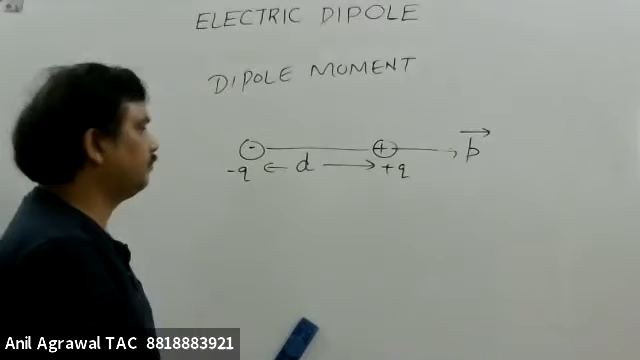 ELECTRIC DIPOLE
DIPOLE MOMENT
- + p
-q d +q
Anil Agrawal TAC 8818883921